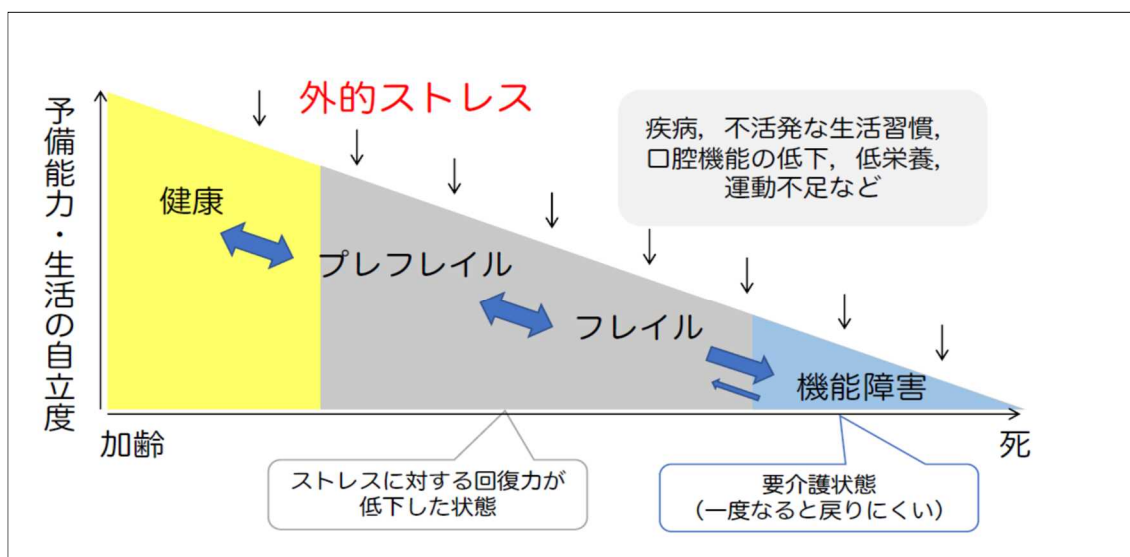 予備能力・生活の自立度
外的ストレス
疾病，不活発な生活習慣，
口腔機能の低下，低栄養，
運動不足など
健康
プレフレイル
フレイル
機能障害
加齢
死
ストレスに対する回復力が
低下した状態
要介護状態
（一度なると戻りにくい）